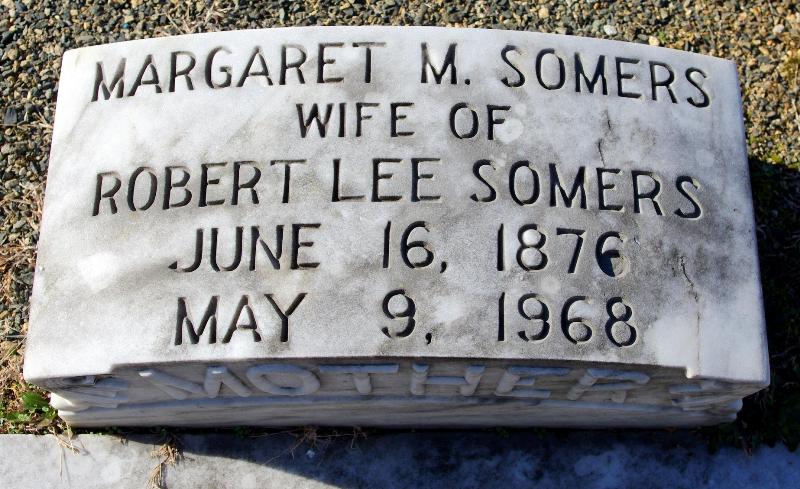 MARGARET M. SOMERS
WIFE OF
ROBERT LEE SOMERS
JUNE 16, 1876
MAY 9, 1968
MOTHER